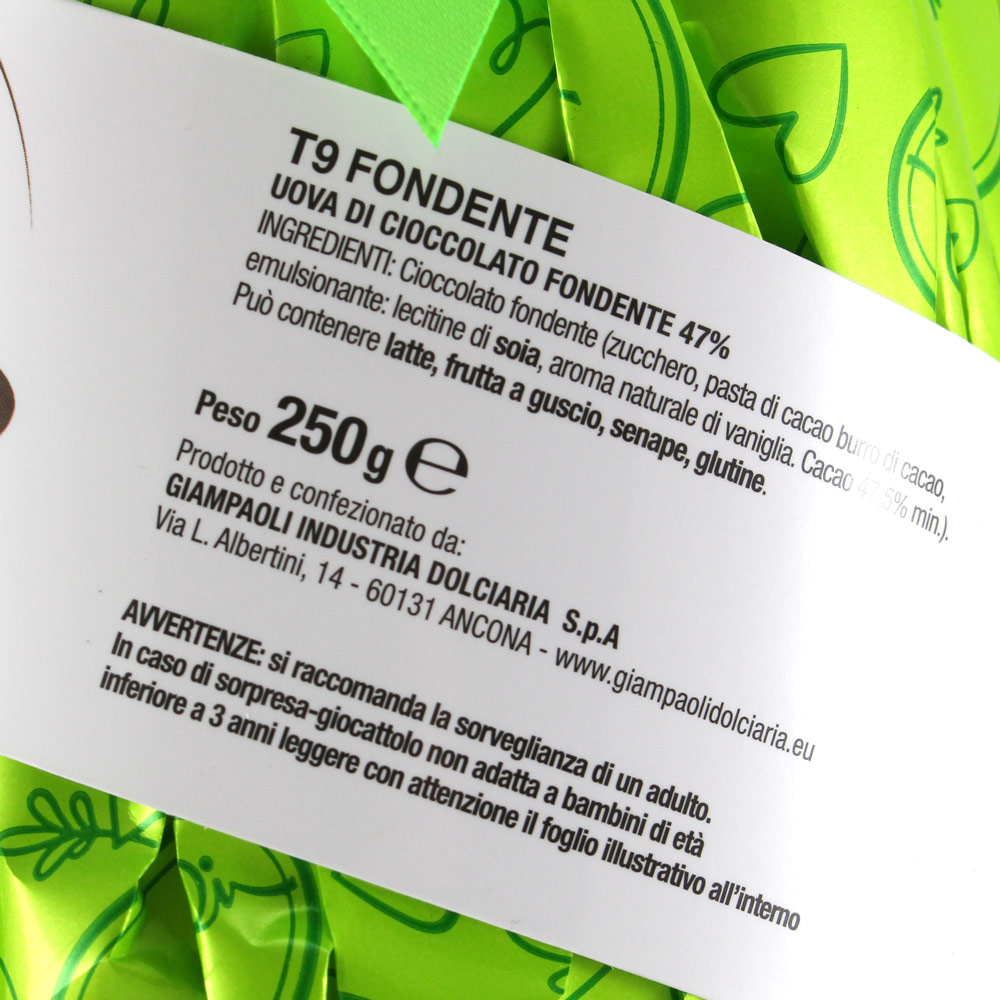 T9 FONDENTE
UOVA DI CIOCCOLATO FONDENTE 47%
INGREDIENTI: Cioccolato fondente (zucchero, pasta di cacao burro di cacao,
emulsionante: lecitine di soia, aroma naturale di vaniglia. Cacao 47,5% min.).
Può contenere latte, frutta a guscio, senape, glutine.
Peso 250 g ℮
Prodotto e confezionato da:
GIAMPAOLI INDUSTRIA DOLCIARIA S.p.A
Via L. Albertini, 14 - 60131 ANCONA - www.giampaolidolciaria.eu
AVVERTENZE: si raccomanda la sorveglianza di un adulto.
In caso di sorpresa-giocattolo non adatta a bambini di età
inferiore a 3 anni leggere con attenzione il foglio illustrativo all'interno